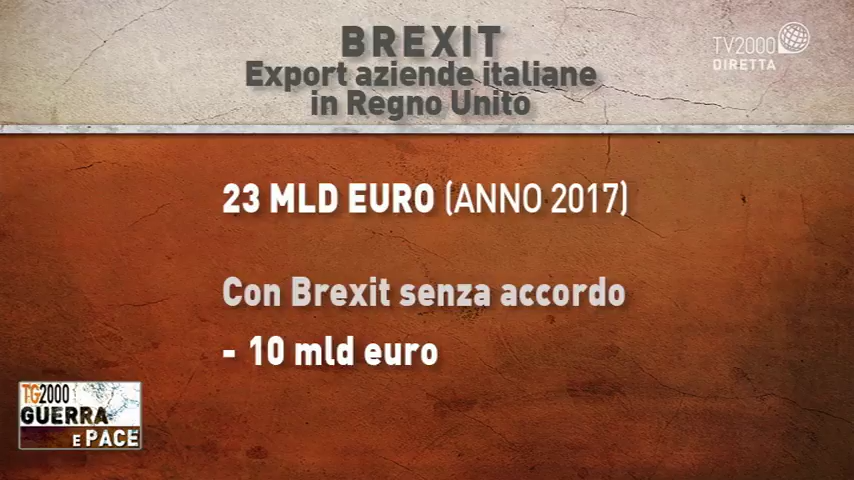 BREXIT
Export aziende italiane
in Regno Unito
TV2000
DIRETTA
23 MLD EURO (ANNO 2017)
Con Brexit senza accordo
- 10 mld euro
TG2000
GUERRA
E PACE